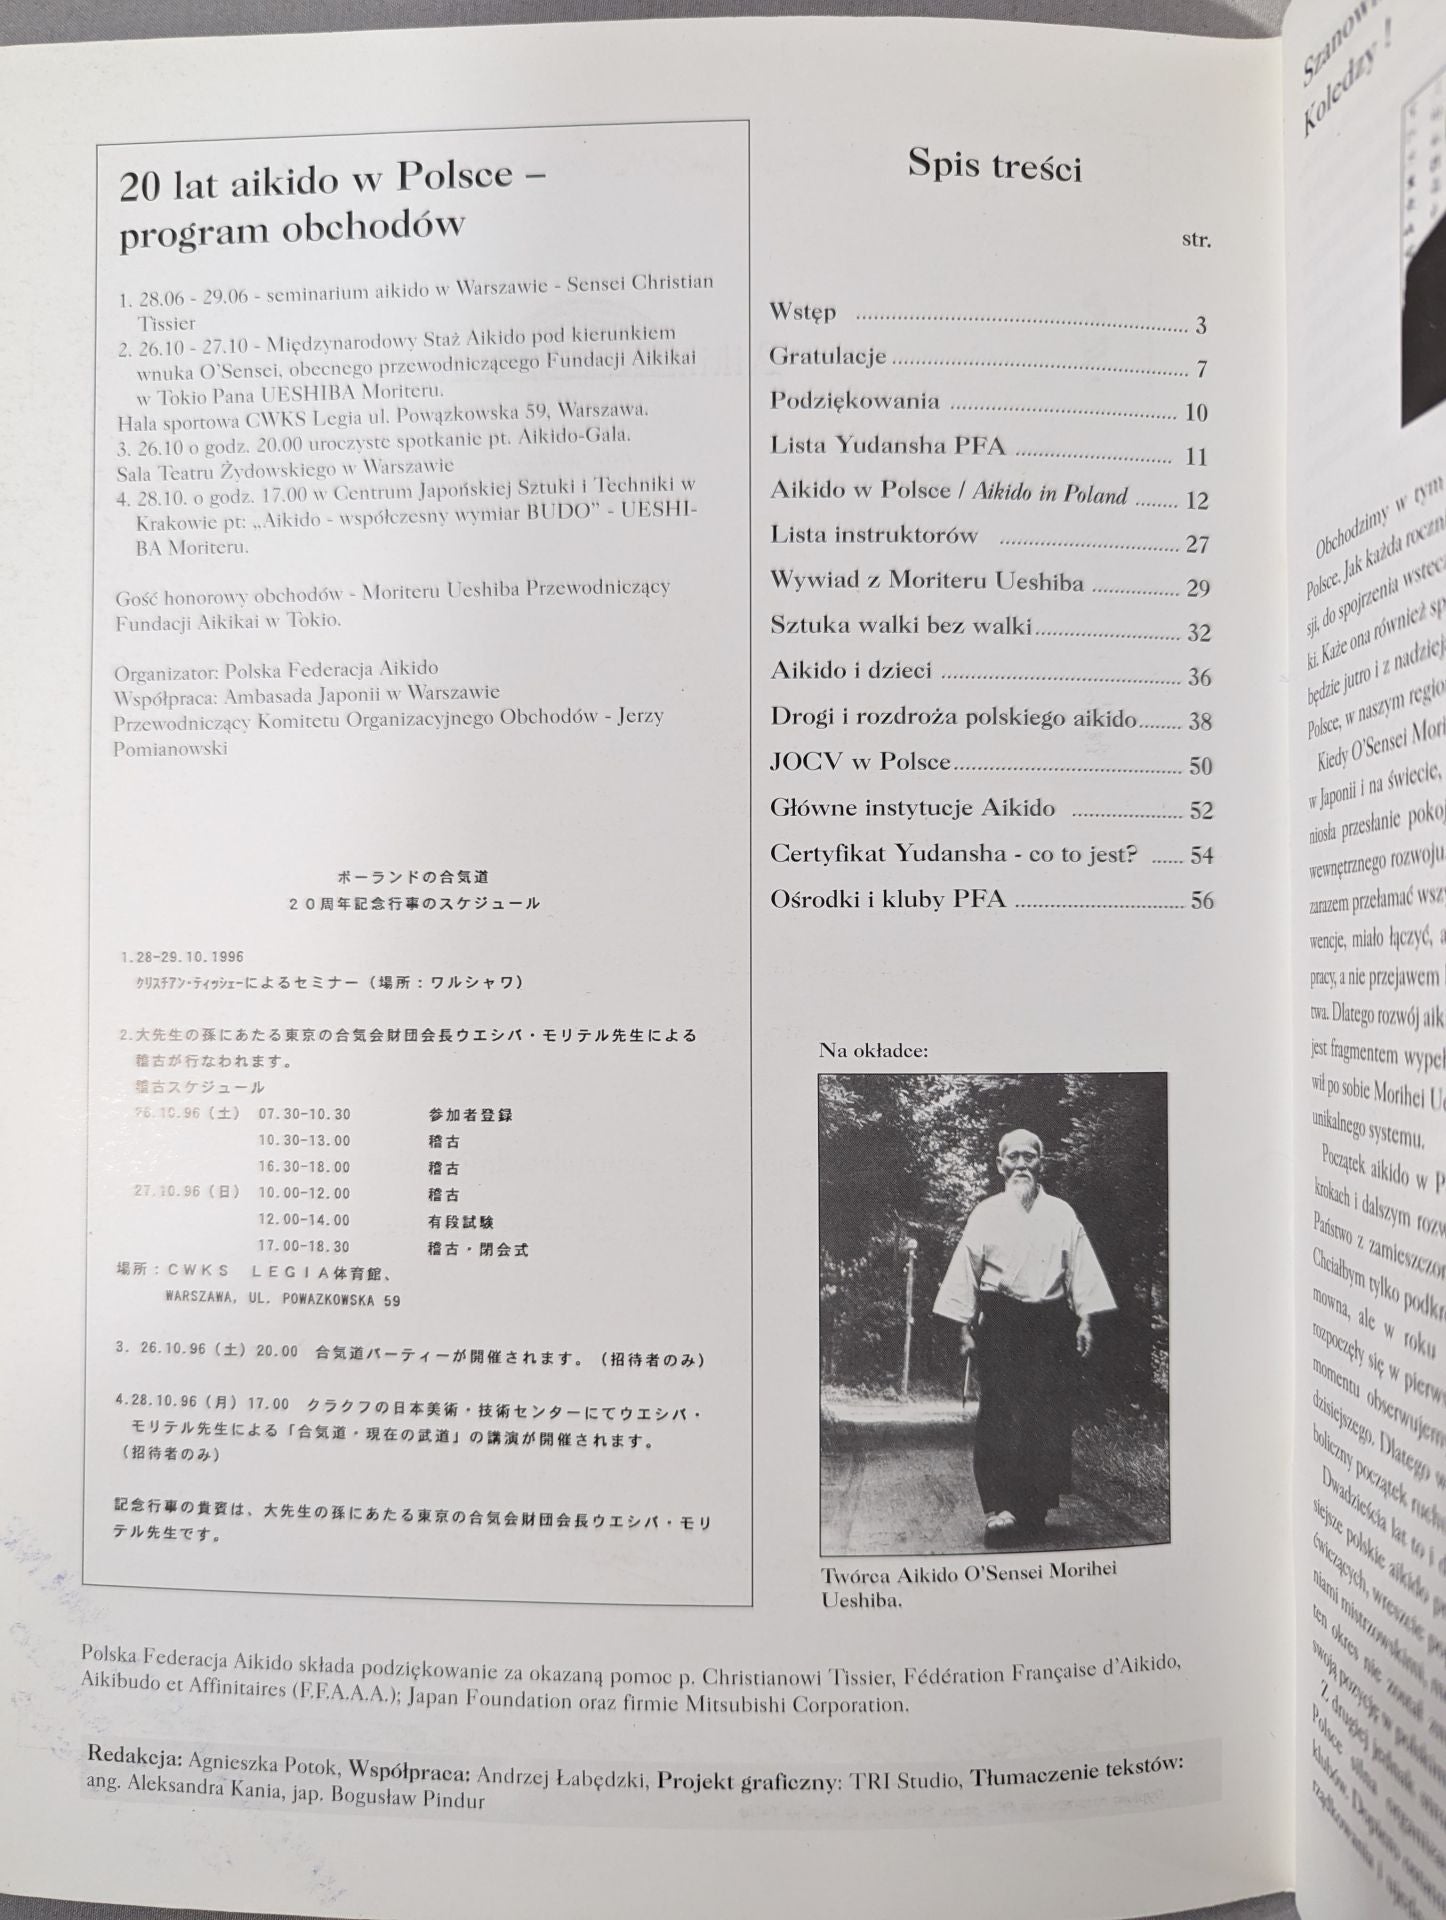 20 lat aikido w Polsce –
program obchodów
1. 28.06 - 29.06 - seminarium aikido w Warszawie - Sensei Christian
Tissier
2. 26.10 - 27.10 - Międzynarodowy Staż Aikido pod kierunkiem
wnuka O'Sensei, obecnego przewodniczącego Fundacji Aikikai
w Tokio Pana UESHIBA Moriteru.
Hala sportowa CWKS Legia ul. Powązkowska 59, Warszawa.
3. 26.10 o godz. 20.00 uroczyste spotkanie pt. Aikido-Gala.
Sala Teatru Żydowskiego w Warszawie
4. 28.10. o godz. 17.00 w Centrum Japońskiej Sztuki i Techniki w
Krakowie pt: „Aikido - współczesny wymiar BUDO" - UESHI-
BA Moriteru.
Gość honorowy obchodów - Moriteru Ueshiba Przewodniczący
Fundacji Aikikai w Tokio.
Organizator: Polska Federacja Aikido
Współpraca: Ambasada Japonii w Warszawie
Przewodniczący Komitetu Organizacyjnego Obchodów - Jerzy
Pomianowski
ポーランドの合気道
20周年記念行事のスケジュール
1.28-29.10.1996
クリスチアン・ティッシェーによるセミナー（場所：ワルシャワ）
2.大先生の孫にあたる東京の合気会財団会長ウエシバ・モリテル先生による
稽古が行なわれます。
稽古スケジュール
26.10.96（土） 07.30-10.30 参加者登録
10.30-13.00 稽古
16.30-18.00 稽古
27.10.96（日） 10.00-12.00 稽古
12.00-14.00 有段試験
17.00-18.30 稽古・閉会式
場所：CWKS LEGIA体育館、
WARSZAWA, UL. POWAZKOWSKA 59
3. 26.10.96（土）20.00 合気道パーティーが開催されます。（招待者のみ）
4.28.10.96（月）17.00 クラクフの日本美術・技術センターにてウエシバ・
モリテル先生による「合気道・現在の武道」の講演が開催されます。
（招待者のみ）
記念行事の貴賓は、大先生の孫にあたる東京の合気会財団会長ウエシバ・モリ
テル先生です。
Spis treści
str.
Wstęp ........ 3
Gratulacje ........ 7
Podziękowania ........ 10
Lista Yudansha PFA ........ 11
Aikido w Polsce / Aikido in Poland ........ 12
Lista instruktorów ........ 27
Wywiad z Moriteru Ueshiba ........ 29
Sztuka walki bez walki ........ 32
Aikido i dzieci ........ 36
Drogi i rozdroża polskiego aikido ........ 38
JOCV w Polsce ........ 50
Główne instytucje Aikido ........ 52
Certyfikat Yudansha - co to jest? ...... 54
Ośrodki i kluby PFA ........ 56
Na okładce:
Twórca Aikido O'Sensei Morihei
Ueshiba.
Polska Federacja Aikido składa podziękowanie za okazaną pomoc p. Christianowi Tissier, Fédération Française d'Aikido,
Aikibudo et Affinitaires (F.F.A.A.A.); Japan Foundation oraz firmie Mitsubishi Corporation.
Redakcja: Agnieszka Potok, Współpraca: Andrzej Łabędzki, Projekt graficzny: TRI Studio, Tłumaczenie tekstów:
ang. Aleksandra Kania, jap. Bogusław Pindur
Kolędzy !
Obchodzimy w tym
Polsce. Jak każda
sji, do spojrzenia
ki. Każe ona również
będzie jutro i z
Polsce, w naszym
Kiedy O'Sensei
w Japonii i na świecie,
niosła przesłanie
wewnętrznego rozwoju.
zarazem przełamać
wencje, miało łączyć,
pracy, a nie przejawem
twa. Dlatego rozwój
jest fragmentem
wił po sobie Morihei
unikalnego systemu.
Początek aikido w
krokach i dalszym
Państwo z
Chciałbym tylko
mowna, ale w roku
rozpoczęły się w
momentu
dzisiejszego. Dlatego
boliczny początek
Dwadzieścia lat to i
siejsze polskie aikido
ćwiczących, wreszcie
niami mistrzowskimi,
ten okres nie został
swoją pozycję w
Z drugiej jednak
Polsce silna
klubów. Dopiero